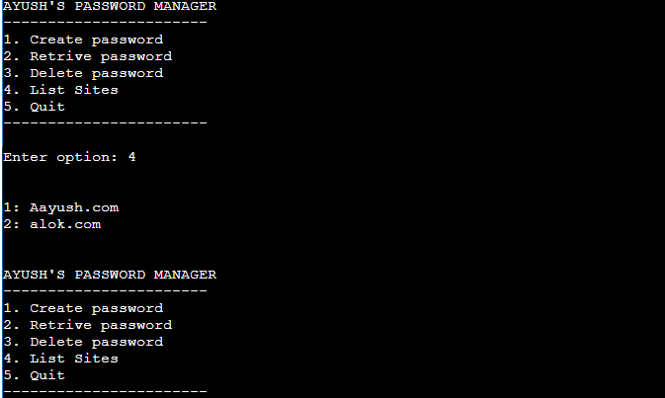 AYUSH'S PASSWORD MANAGER
-----------------------
1. Create password
2. Retrive password
3. Delete password
4. List Sites
5. Quit
-----------------------
Enter option: 4
1: Aayush.com
2: alok.com
AYUSH'S PASSWORD MANAGER
-----------------------
1. Create password
2. Retrive password
3. Delete password
4. List Sites
5. Quit
-----------------------